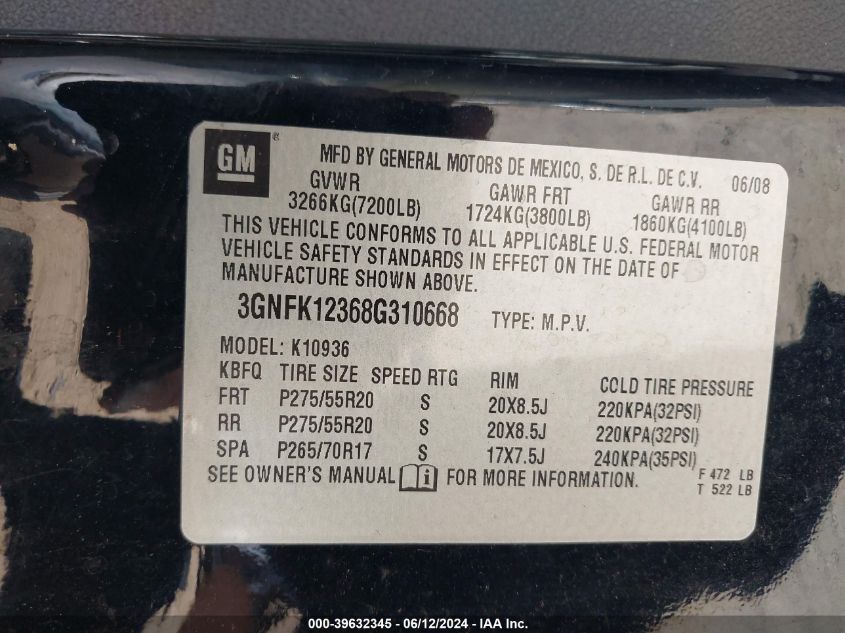 GM ®
MFD BY GENERAL MOTORS DE MEXICO, S. DE R.L. DE C.V. 06/08
GVWR GAWR FRT GAWR RR
3266KG(7200LB) 1724KG(3800LB) 1860KG(4100LB)
THIS VEHICLE CONFORMS TO ALL APPLICABLE U.S. FEDERAL MOTOR
VEHICLE SAFETY STANDARDS IN EFFECT ON THE DATE OF
MANUFACTURE SHOWN ABOVE.
3GNFK12368G310668 TYPE: M.P.V.
MODEL: K10936
KBFQ TIRE SIZE SPEED RTG RIM COLD TIRE PRESSURE
FRT P275/55R20 S 20X8.5J 220KPA(32PSI)
RR P275/55R20 S 20X8.5J 220KPA(32PSI)
SPA P265/70R17 S 17X7.5J 240KPA(35PSI)
SEE OWNER'S MANUAL i FOR MORE INFORMATION.
F 472 LB
T 522 LB
000-39632345 - 06/12/2024 - IAA Inc.